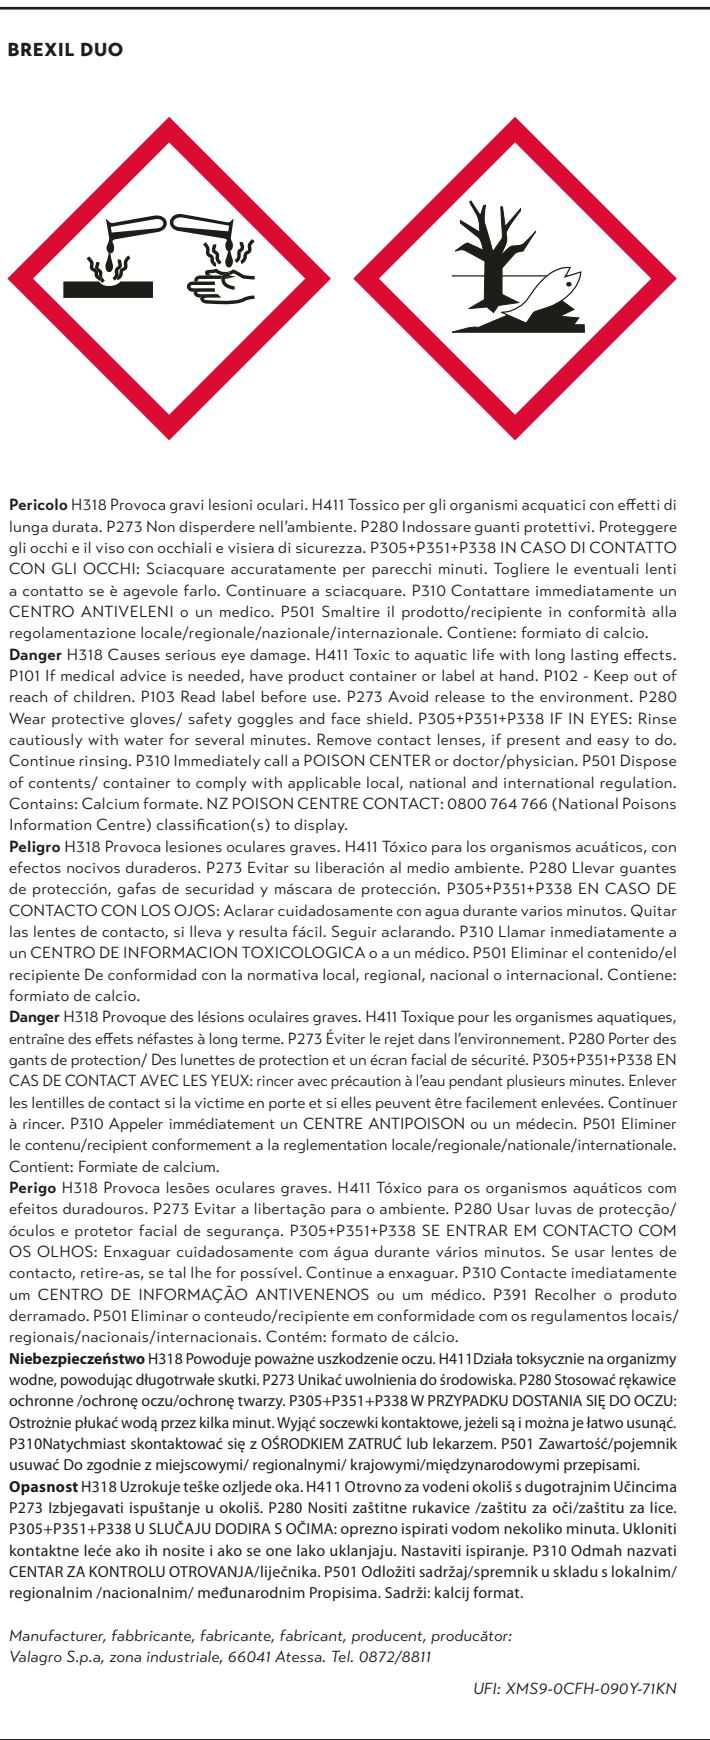 BREXIL DUO
Pericolo H318 Provoca gravi lesioni oculari. H411 Tossico per gli organismi acquatici con effetti di
lunga durata. P273 Non disperdere nell'ambiente. P280 Indossare guanti protettivi. Proteggere
gli occhi e il viso con occhiali e visiera di sicurezza. P305+P351+P338 IN CASO DI CONTATTO
CON GLI OCCHI: Sciacquare accuratamente per parecchi minuti. Togliere le eventuali lenti
a contatto se è agevole farlo. Continuare a sciacquare. P310 Contattare immediatamente un
CENTRO ANTIVELENI o un medico. P501 Smaltire il prodotto/recipiente in conformità alla
regolamentazione locale/regionale/nazionale/internazionale. Contiene: formiato di calcio.
Danger H318 Causes serious eye damage. H411 Toxic to aquatic life with long lasting effects.
P101 If medical advice is needed, have product container or label at hand. P102 - Keep out of
reach of children. P103 Read label before use. P273 Avoid release to the environment. P280
Wear protective gloves/ safety goggles and face shield. P305+P351+P338 IF IN EYES: Rinse
cautiously with water for several minutes. Remove contact lenses, if present and easy to do.
Continue rinsing. P310 Immediately call a POISON CENTER or doctor/physician. P501 Dispose
of contents/ container to comply with applicable local, national and international regulation.
Contains: Calcium formate. NZ POISON CENTRE CONTACT: 0800 764 766 (National Poisons
Information Centre) classification(s) to display.
Peligro H318 Provoca lesiones oculares graves. H411 Tóxico para los organismos acuáticos, con
efectos nocivos duraderos. P273 Evitar su liberación al medio ambiente. P280 Llevar guantes
de protección, gafas de securidad y máscara de protección. P305+P351+P338 EN CASO DE
CONTACTO CON LOS OJOS: Aclarar cuidadosamente con agua durante varios minutos. Quitar
las lentes de contacto, si lleva y resulta fácil. Seguir aclarando. P310 Llamar inmediatamente a
un CENTRO DE INFORMACION TOXICOLOGICA o a un médico. P501 Eliminar el contenido/el
recipiente De conformidad con la normativa local, regional, nacional o internacional. Contiene:
formiato de calcio.
Danger H318 Provoque des lésions oculaires graves. H411 Toxique pour les organismes aquatiques,
entraîne des effets néfastes à long terme. P273 Éviter le rejet dans l'environnement. P280 Porter des
gants de protection/ Des lunettes de protection et un écran facial de sécurité. P305+P351+P338 EN
CAS DE CONTACT AVEC LES YEUX: rincer avec précaution à l'eau pendant plusieurs minutes. Enlever
les lentilles de contact si la victime en porte et si elles peuvent être facilement enlevées. Continuer
à rincer. P310 Appeler immédiatement un CENTRE ANTIPOISON ou un médecin. P501 Eliminer
le contenu/recipient conformement a la reglementation locale/regionale/nationale/internationale.
Contient: Formiate de calcium.
Perigo H318 Provoca lesões oculares graves. H411 Tóxico para os organismos aquáticos com
efeitos duradouros. P273 Evitar a libertação para o ambiente. P280 Usar luvas de protecção/
óculos e protetor facial de segurança. P305+P351+P338 SE ENTRAR EM CONTACTO COM
OS OLHOS: Enxaguar cuidadosamente com água durante vários minutos. Se usar lentes de
contacto, retire-as, se tal lhe for possível. Continue a enxaguar. P310 Contacte imediatamente
um CENTRO DE INFORMAÇÃO ANTIVENENOS ou um médico. P391 Recolher o produto
derramado. P501 Eliminar o conteudo/recipiente em conformidade com os regulamentos locais/
regionais/nacionais/internacionais. Contém: formato de cálcio.
Niebezpieczeństwo H318 Powoduje poważne uszkodzenie oczu. H411Działa toksycznie na organizmy
wodne, powodując długotrwałe skutki. P273 Unikać uwolnienia do środowiska. P280 Stosować rękawice
ochronne /ochronę oczu/ochronę twarzy. P305+P351+P338 W PRZYPADKU DOSTANIA SIĘ DO OCZU:
Ostrożnie płukać wodą przez kilka minut. Wyjąć soczewki kontaktowe, jeżeli są i można je łatwo usunąć.
P310Natychmiast skontaktować się z OŚRODKIEM ZATRUĆ lub lekarzem. P501 Zawartość/pojemnik
usuwać Do zgodnie z miejscowymi/ regionalnymi/ krajowymi/międzynarodowymi przepisami.
Opasnost H318 Uzrokuje teške ozljede oka. H411 Otrovno za vodeni okoliš s dugotrajnim Učincima
P273 Izbjegavati ispuštanje u okoliš. P280 Nositi zaštitne rukavice /zaštitu za oči/zaštitu za lice.
P305+P351+P338 U SLUČAJU DODIRA S OČIMA: oprezno ispirati vodom nekoliko minuta. Ukloniti
kontaktne leće ako ih nosite i ako se one lako uklanjaju. Nastaviti ispiranje. P310 Odmah nazvati
CENTAR ZA KONTROLU OTROVANJA/liječnika. P501 Odložiti sadržaj/spremnik u skladu s lokalnim/
regionalnim /nacionalnim/ međunarodnim Propisima. Sadrži: kalcij format.
Manufacturer, fabbricante, fabricante, fabricant, producent, producător:
Valagro S.p.a, zona industriale, 66041 Atessa. Tel. 0872/8811
UFI: XMS9-0CFH-090Y-71KN